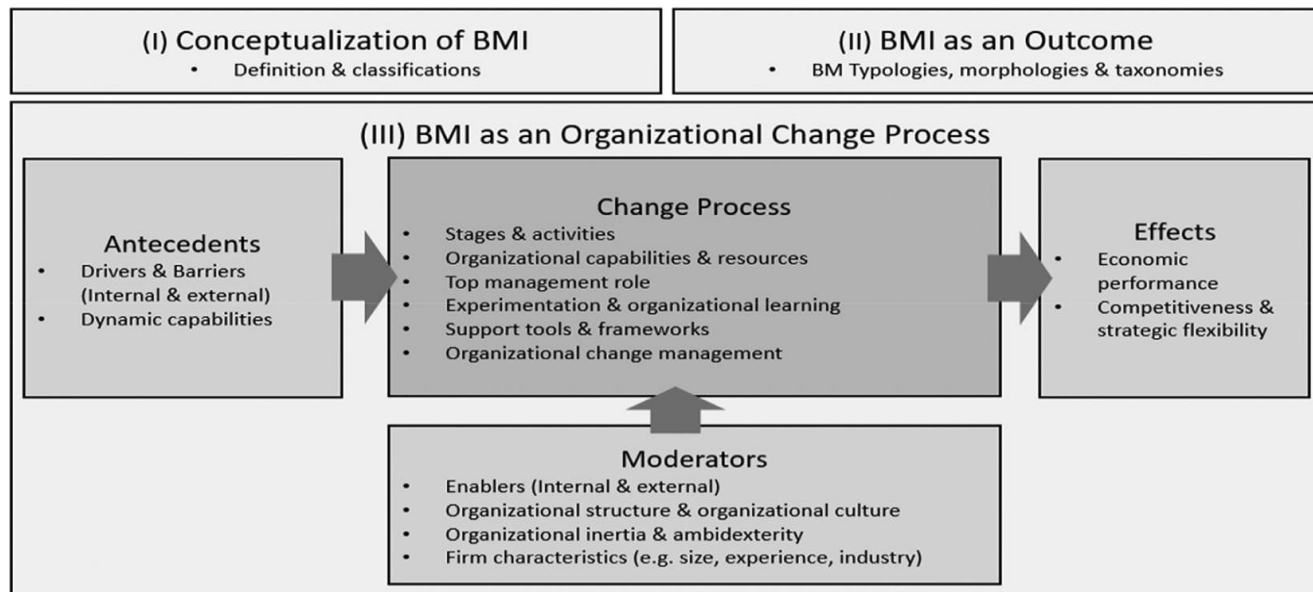 (I) Conceptualization of BMI
• Definition & classifications
(II) BMI as an Outcome
• BM Typologies, morphologies & taxonomies
(III) BMI as an Organizational Change Process
Antecedents
• Drivers & Barriers
(Internal & external)
• Dynamic capabilities
Change Process
• Stages & activities
• Organizational capabilities & resources
• Top management role
• Experimentation & organizational learning
• Support tools & frameworks
• Organizational change management
Effects
• Economic
performance
• Competitiveness &
strategic flexibility
Moderators
• Enablers (Internal & external)
• Organizational structure & organizational culture
• Organizational inertia & ambidexterity
• Firm characteristics (e.g. size, experience, industry)